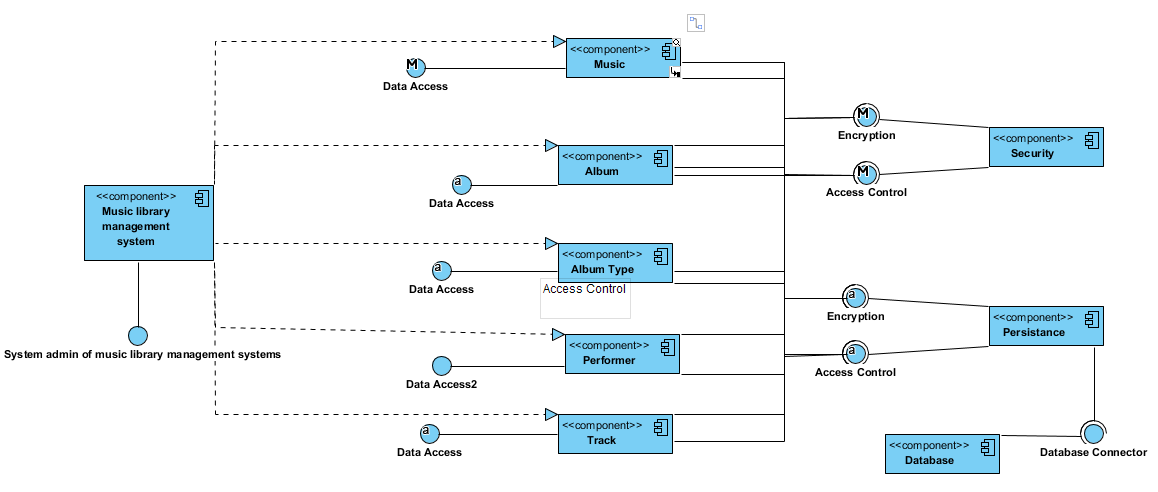 <<component>>
Music
M
Data Access
M
Encryption
<<component>>
Security
<<component>>
Album
a
Data Access
M
Access Control
<<component>>
Music library
management
system
<<component>>
Album Type
a
Data Access
Access Control
a
Encryption
<<component>>
Persistance
System admin of music library management systems
<<component>>
Performer
Data Access2
a
Access Control
<<component>>
Track
a
Data Access
<<component>>
Database
Database Connector